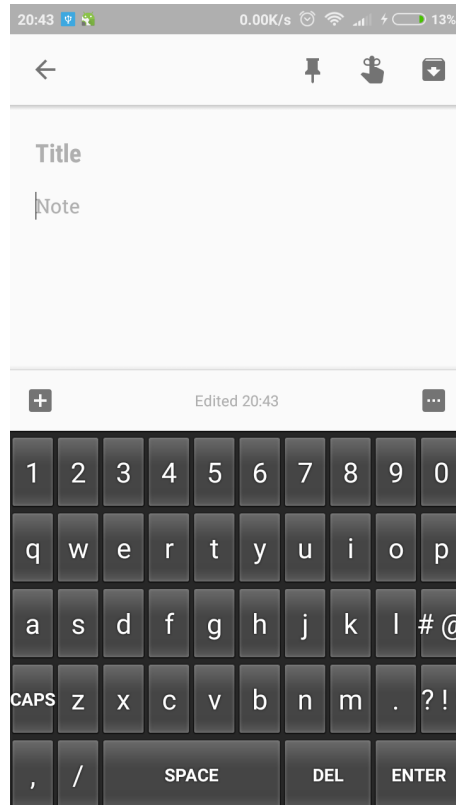 20:43 0.00K/s 13%
Title
Note
Edited 20:43
1 2 3 4 5 6 7 8 9 0
q w e r t y u i o p
a s d f g h j k l # @
CAPS z x c v b n m . ? !
, / SPACE DEL ENTER